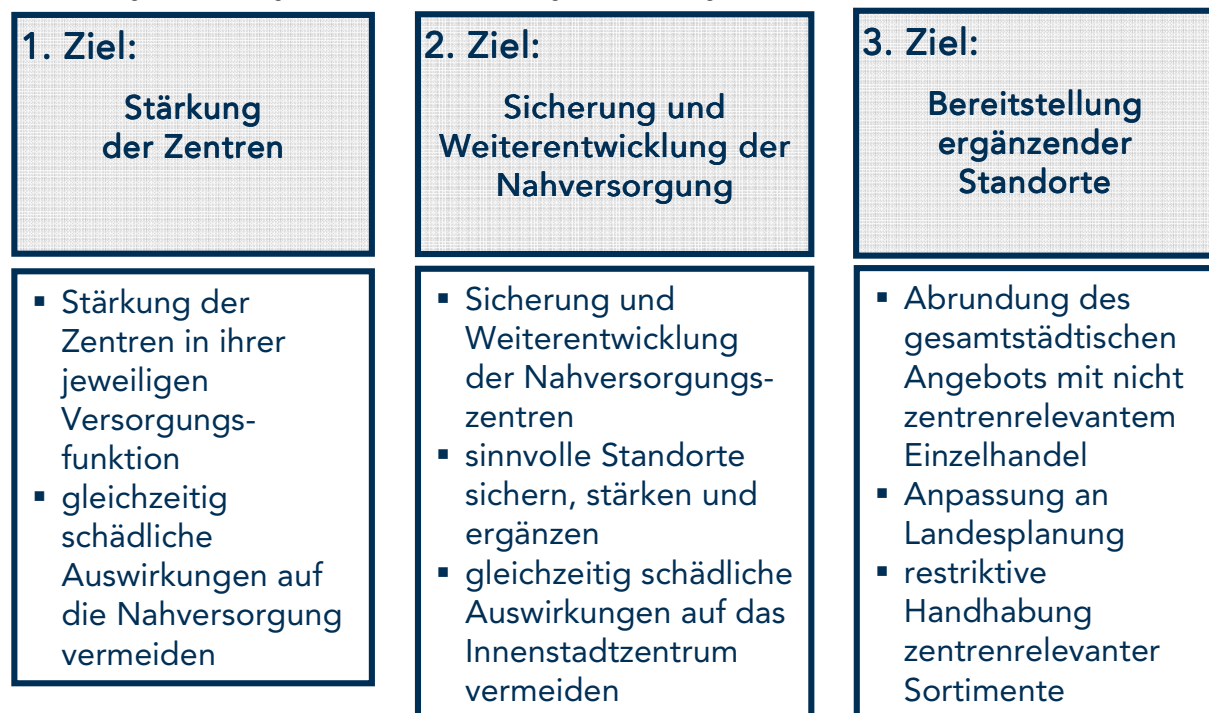 1. Ziel:
Stärkung
der Zentren
▪ Stärkung der
Zentren in ihrer
jeweiligen
Versorgungs-
funktion
▪ gleichzeitig
schädliche
Auswirkungen auf
die Nahversorgung
vermeiden
2. Ziel:
Sicherung und
Weiterentwicklung der
Nahversorgung
▪ Sicherung und
Weiterentwicklung
der Nahversorgungs-
zentren
▪ sinnvolle Standorte
sichern, stärken und
ergänzen
▪ gleichzeitig schädliche
Auswirkungen auf das
Innenstadtzentrum
vermeiden
3. Ziel:
Bereitstellung
ergänzender
Standorte
▪ Abrundung des
gesamtstädtischen
Angebots mit nicht
zentrenrelevantem
Einzelhandel
▪ Anpassung an
Landesplanung
▪ restriktive
Handhabung
zentrenrelevanter
Sortimente